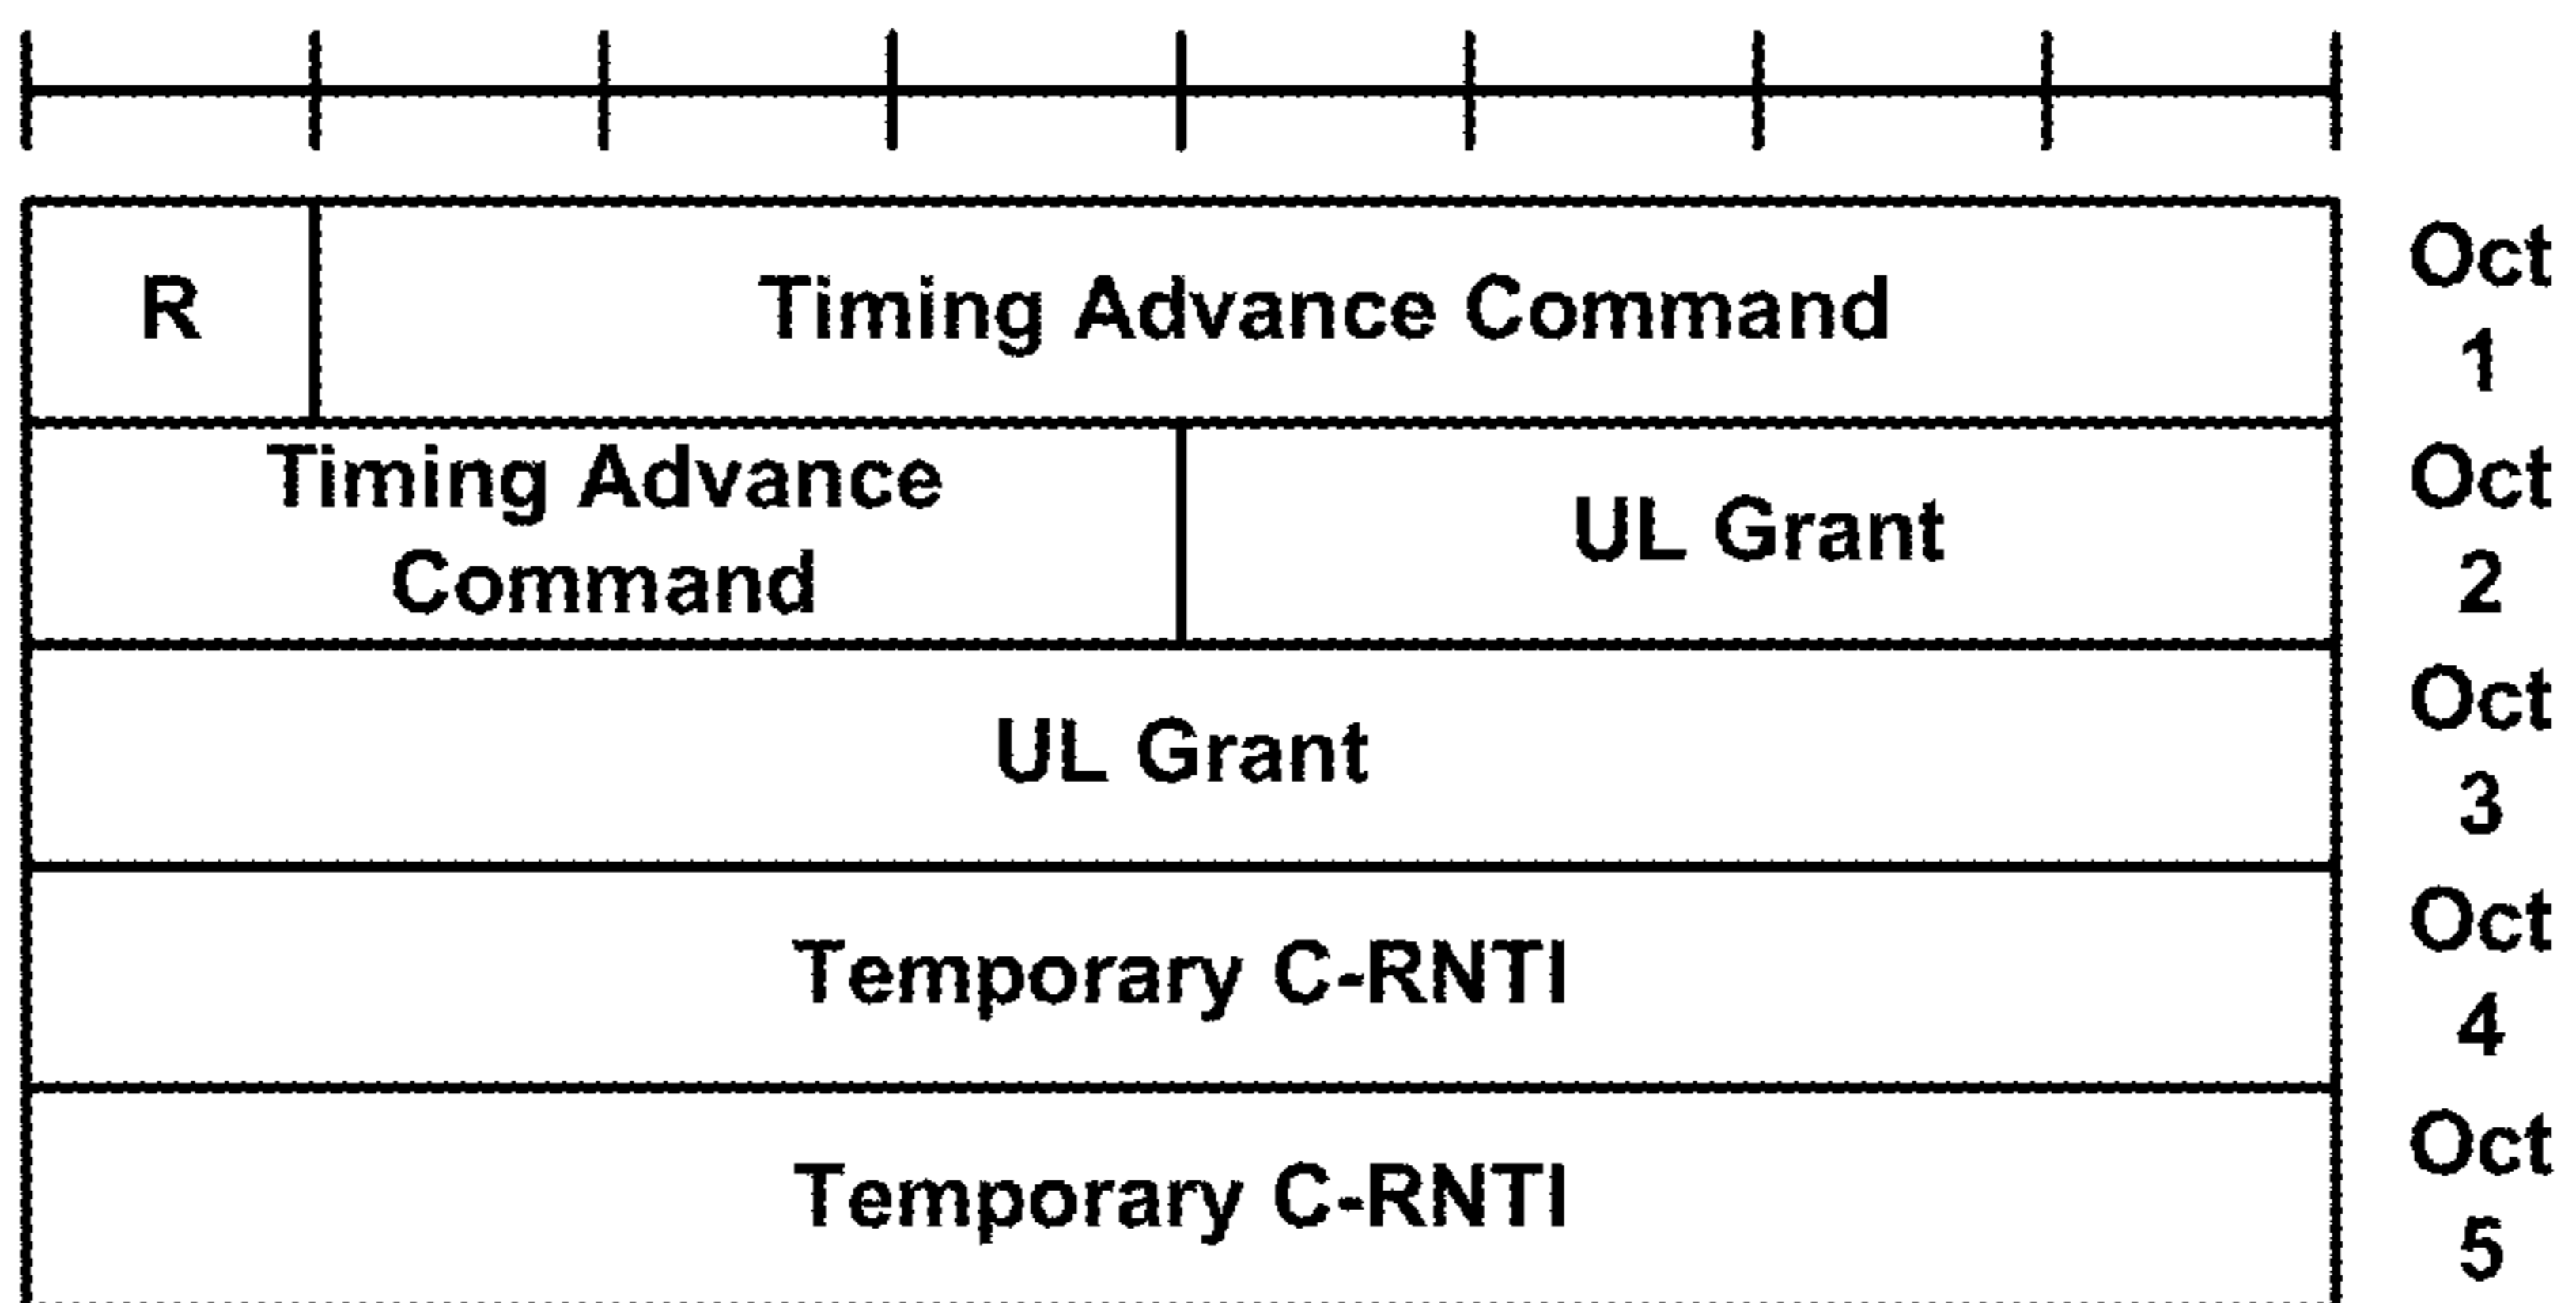 R
Timing Advance Command
Oct
1
Timing Advance
Command
UL Grant
Oct
2
UL Grant
Oct
3
Temporary C-RNTI
Oct
4
Temporary C-RNTI
Oct
5